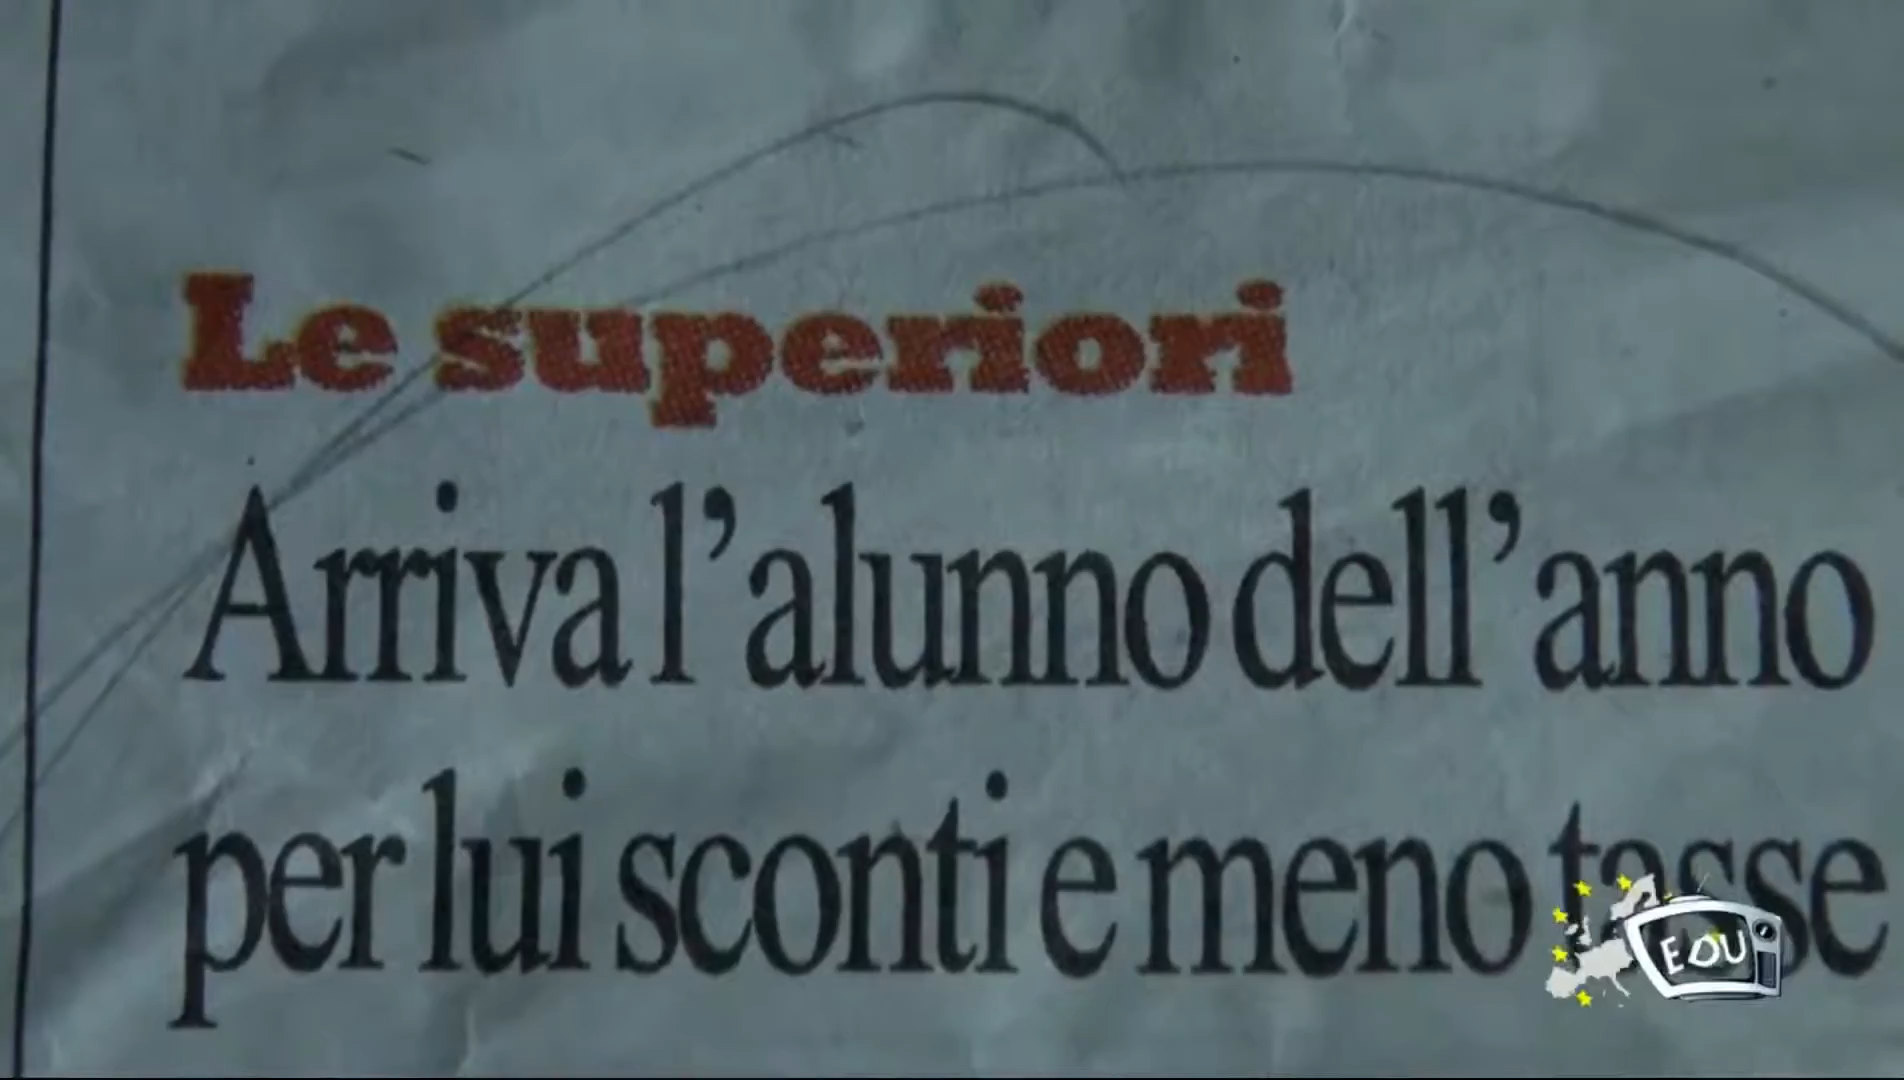 Le superiori
Arriva l'alunno dell'anno
per lui sconti e meno tasse
EDU